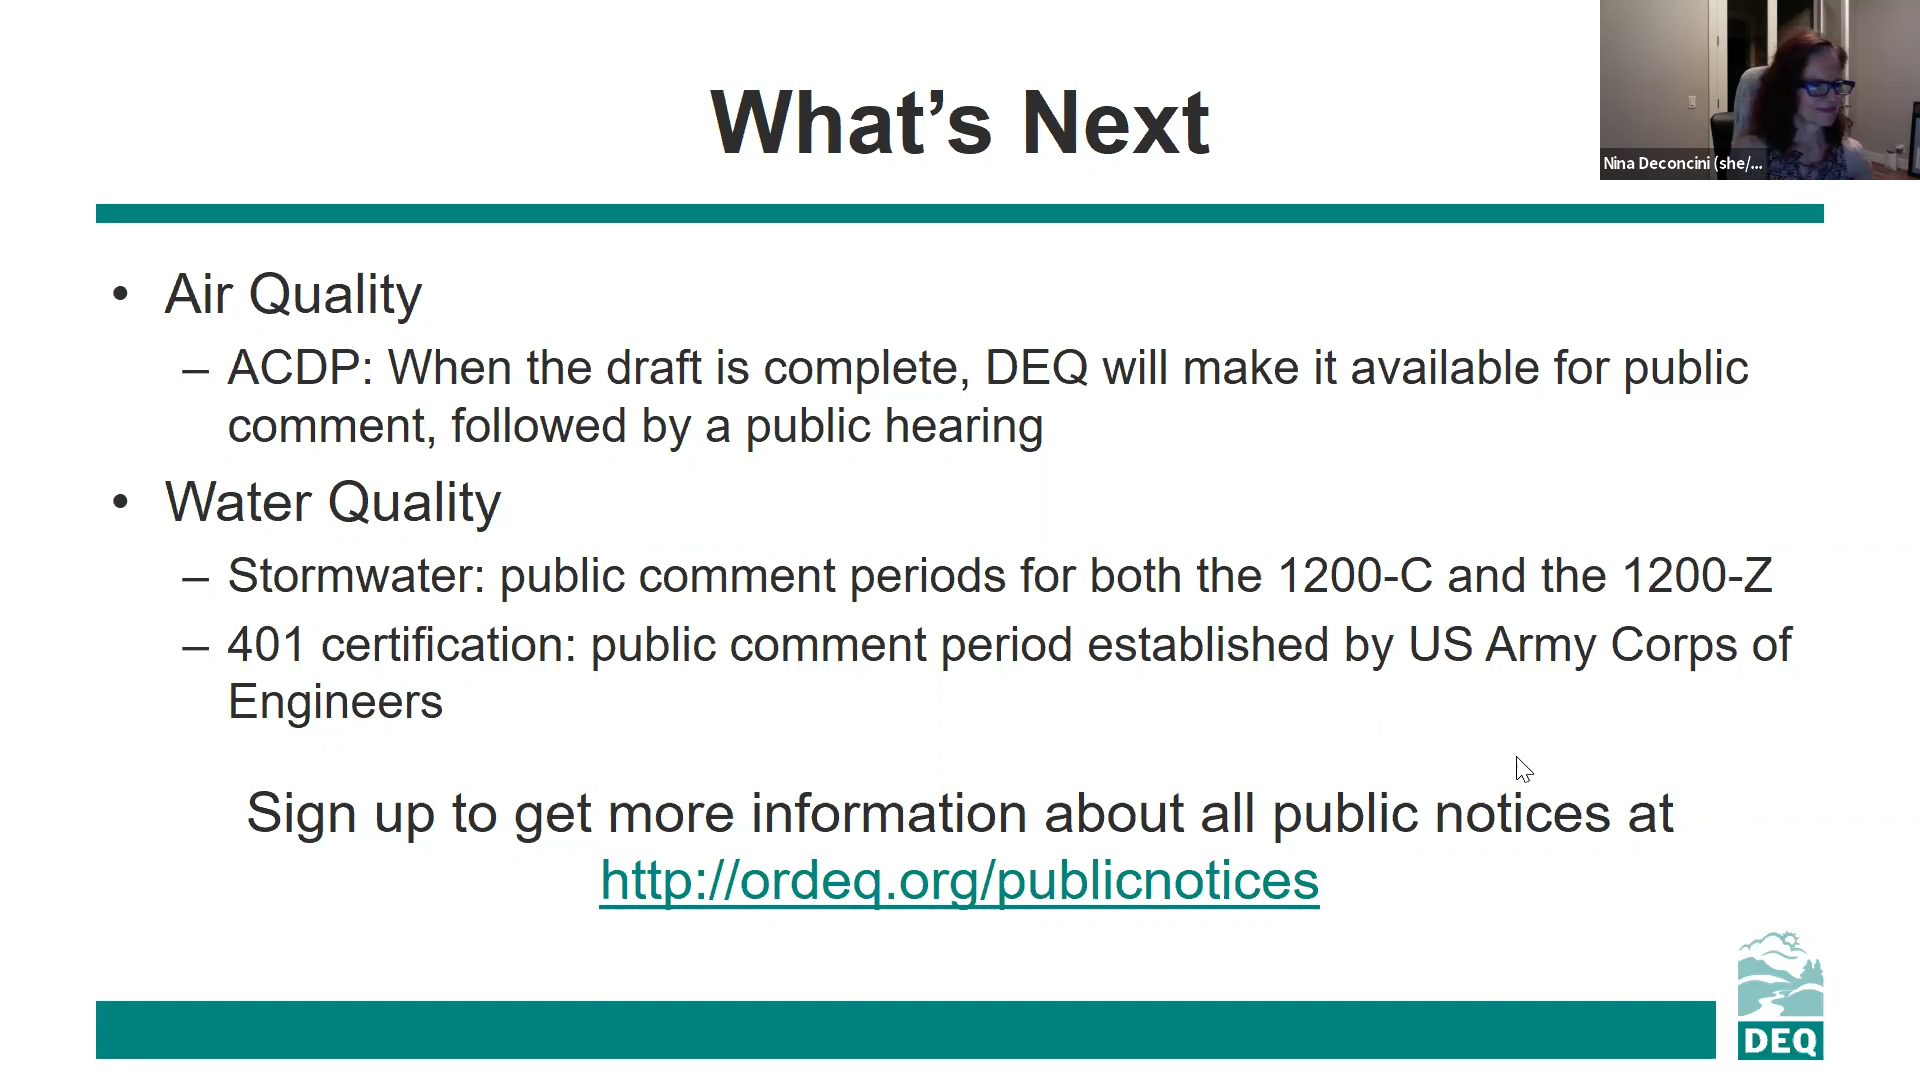 What’s Next
Nina Deconcini (she/...
• Air Quality
– ACDP: When the draft is complete, DEQ will make it available for public
comment, followed by a public hearing
• Water Quality
– Stormwater: public comment periods for both the 1200-C and the 1200-Z
– 401 certification: public comment period established by US Army Corps of
Engineers
Sign up to get more information about all public notices at
http://ordeq.org/publicnotices
DEQ